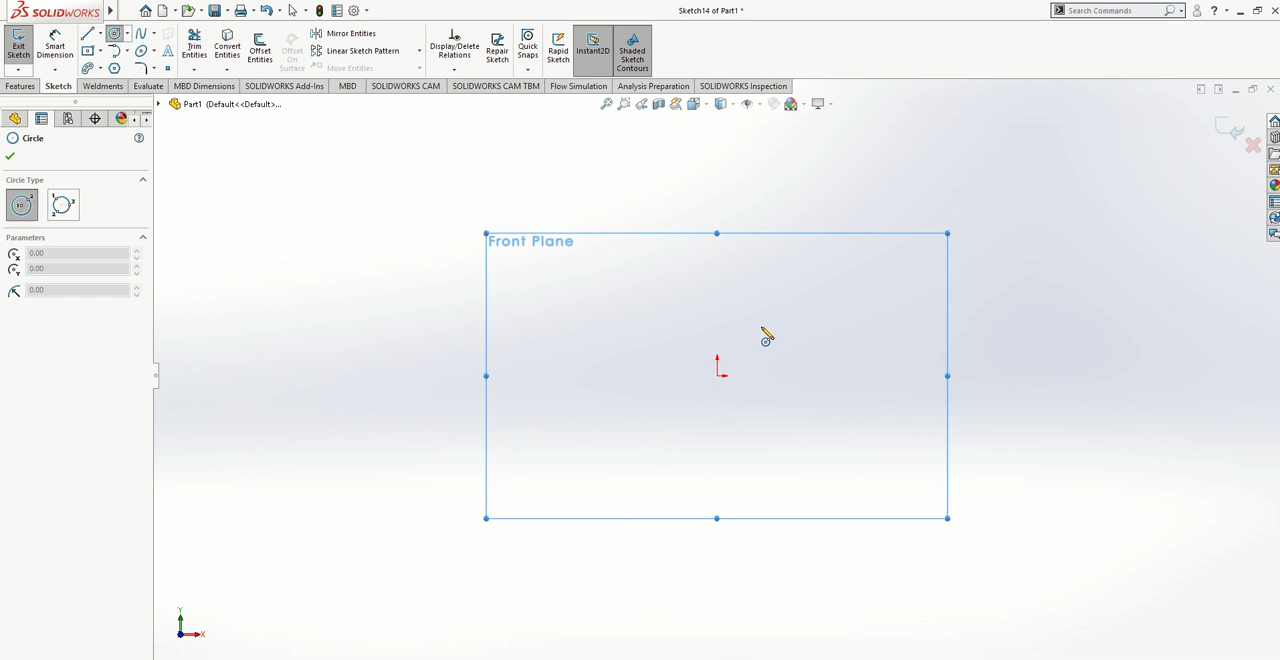 SOLIDWORKS
Sketch14 of Part1 *
Search Commands
Exit Sketch
Smart Dimension
Trim Entities
Convert Entities
Offset Entities
Offset On Surface
Mirror Entities
Linear Sketch Pattern
Move Entities
Display/Delete Relations
Repair Sketch
Quick Snaps
Rapid Sketch
Instant2D
Shaded Sketch Contours
Features
Sketch
Weldments
Evaluate
MBD Dimensions
SOLIDWORKS Add-Ins
MBD
SOLIDWORKS CAM
SOLIDWORKS CAM TBM
Flow Simulation
Analysis Preparation
SOLIDWORKS Inspection
Part1 (Default<<Default>...
Circle
Circle Type
Parameters
0.00
0.00
0.00
Front Plane
Y
X